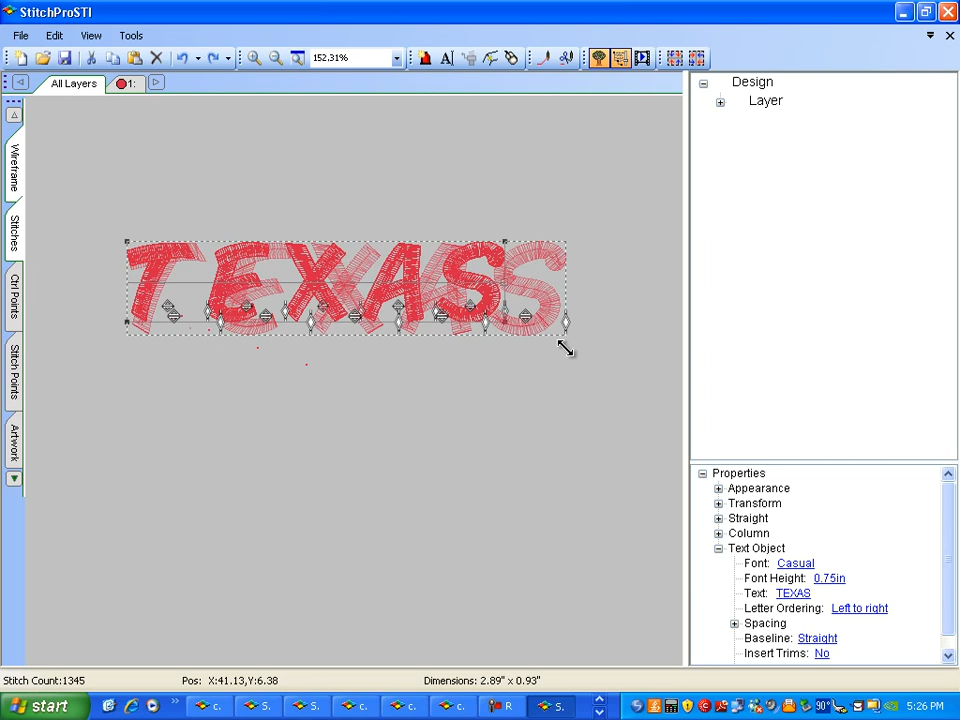 StitchProSTI
File Edit View Tools
152.31%
All Layers 1:
Wireframe
Stitches
Ctrl Points
Stitch Points
Artwork
TEXAS
Design
Layer
Properties
Appearance
Transform
Straight
Column
Text Object
Font: Casual
Font Height: 0.75in
Text: TEXAS
Letter Ordering: Left to right
Spacing
Baseline: Straight
Insert Trims: No
Stitch Count:1345 Pos: X:41.13,Y:6.38 Dimensions: 2.89" x 0.93"
start c. S. S. c. c. c. R S. 90° 5:26 PM